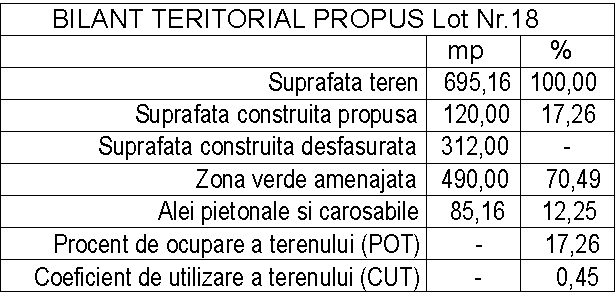 BILANT TERITORIAL PROPUS Lot Nr.18
mp %
Suprafata teren 695,16 100,00
Suprafata construita propusa 120,00 17,26
Suprafata construita desfasurata 312,00 -
Zona verde amenajata 490,00 70,49
Alei pietonale si carosabile 85,16 12,25
Procent de ocupare a terenului (POT) - 17,26
Coeficient de utilizare a terenului (CUT) - 0,45